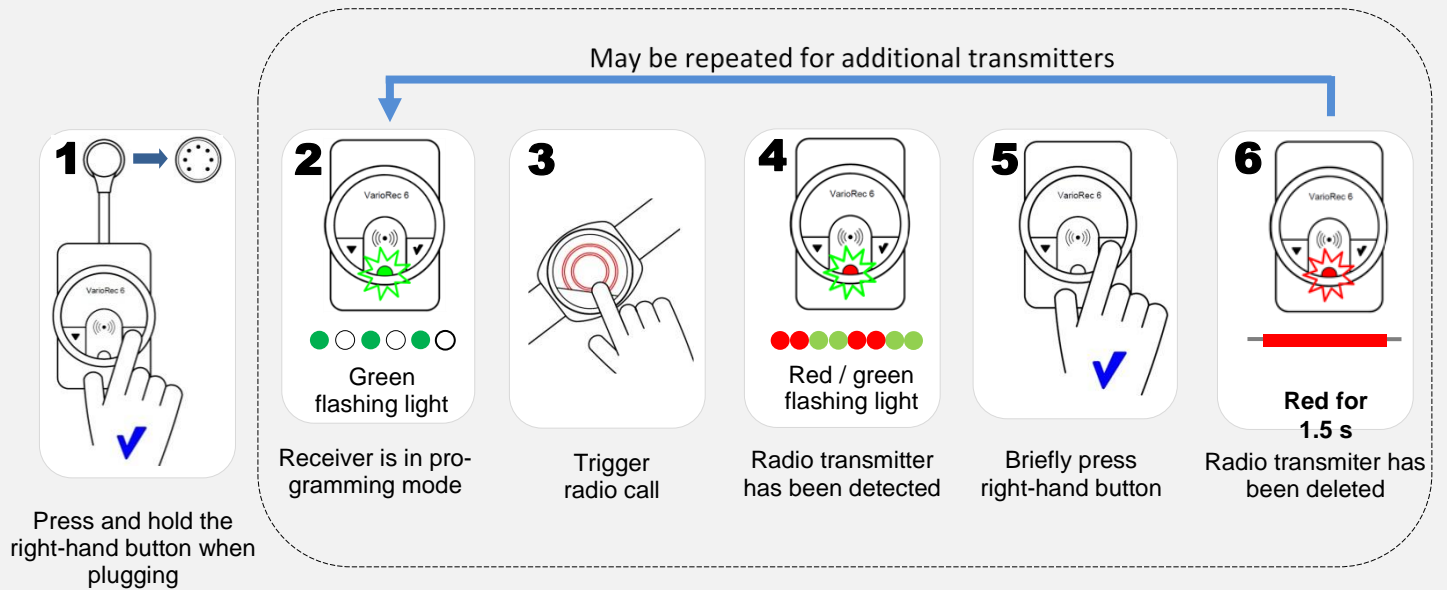 May be repeated for additional transmitters
1
VarioRec 6
Press and hold the
right-hand button when
plugging
2
VarioRec 6
Green
flashing light
Receiver is in pro-
gramming mode
3
Trigger
radio call
4
VarioRec 6
Red / green
flashing light
Radio transmitter
has been detected
5
VarioRec 6
Briefly press
right-hand button
6
VarioRec 6
Red for
1.5 s
Radio transmiter has
been deleted